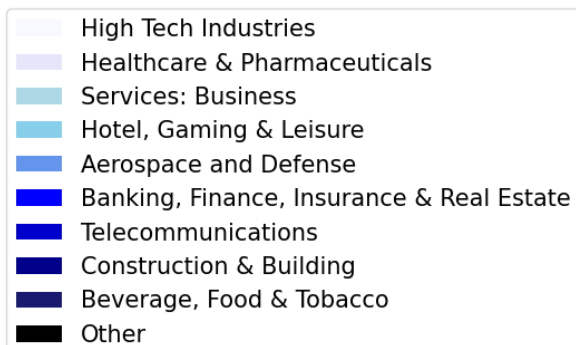 High Tech Industries
Healthcare & Pharmaceuticals
Services: Business
Hotel, Gaming & Leisure
Aerospace and Defense
Banking, Finance, Insurance & Real Estate
Telecommunications
Construction & Building
Beverage, Food & Tobacco
Other